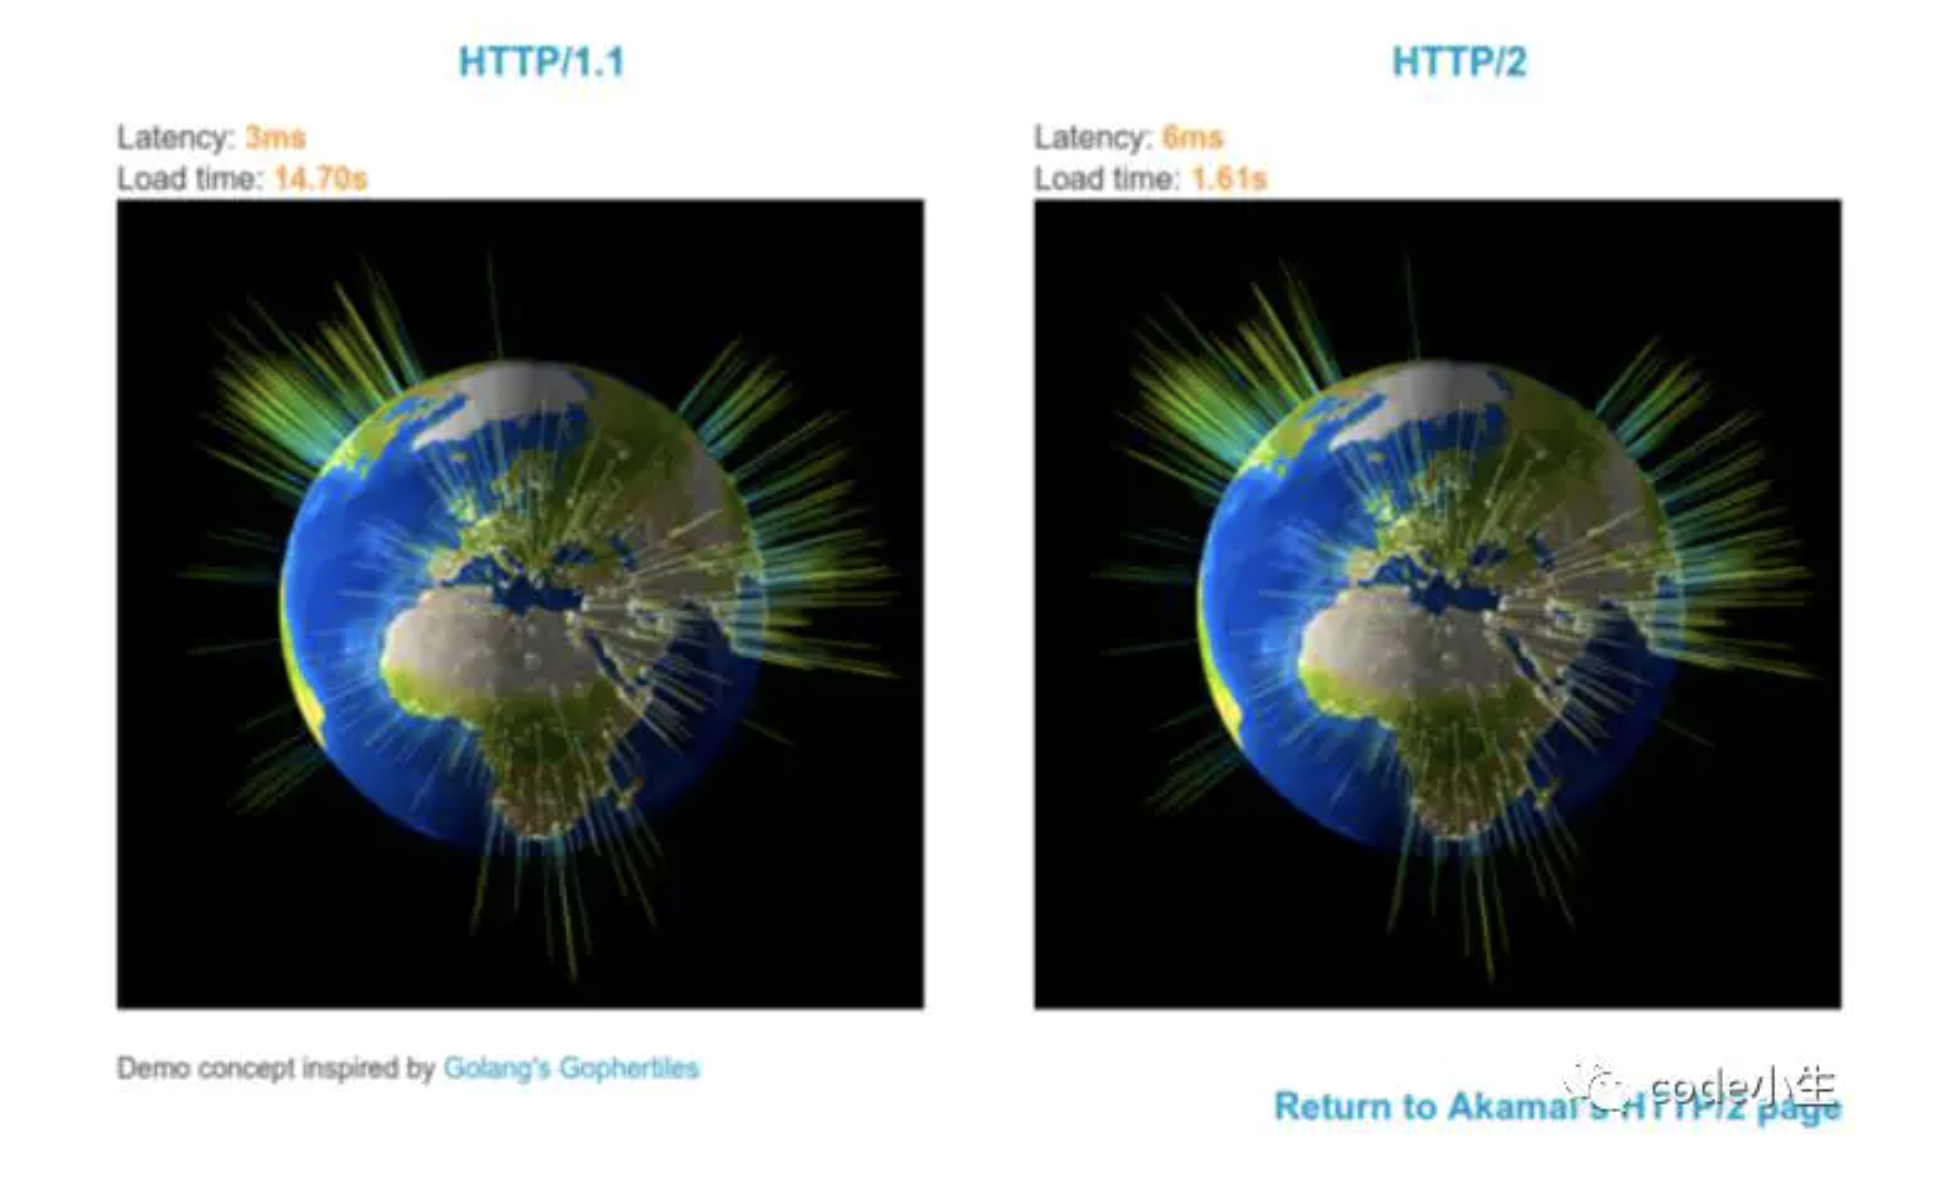 HTTP/1.1
Latency: 3ms
Load time: 14.70s
HTTP/2
Latency: 6ms
Load time: 1.61s
Demo concept inspired by Golang's Gophertiles
code小生
Return to Akamai's HTTP/2 page